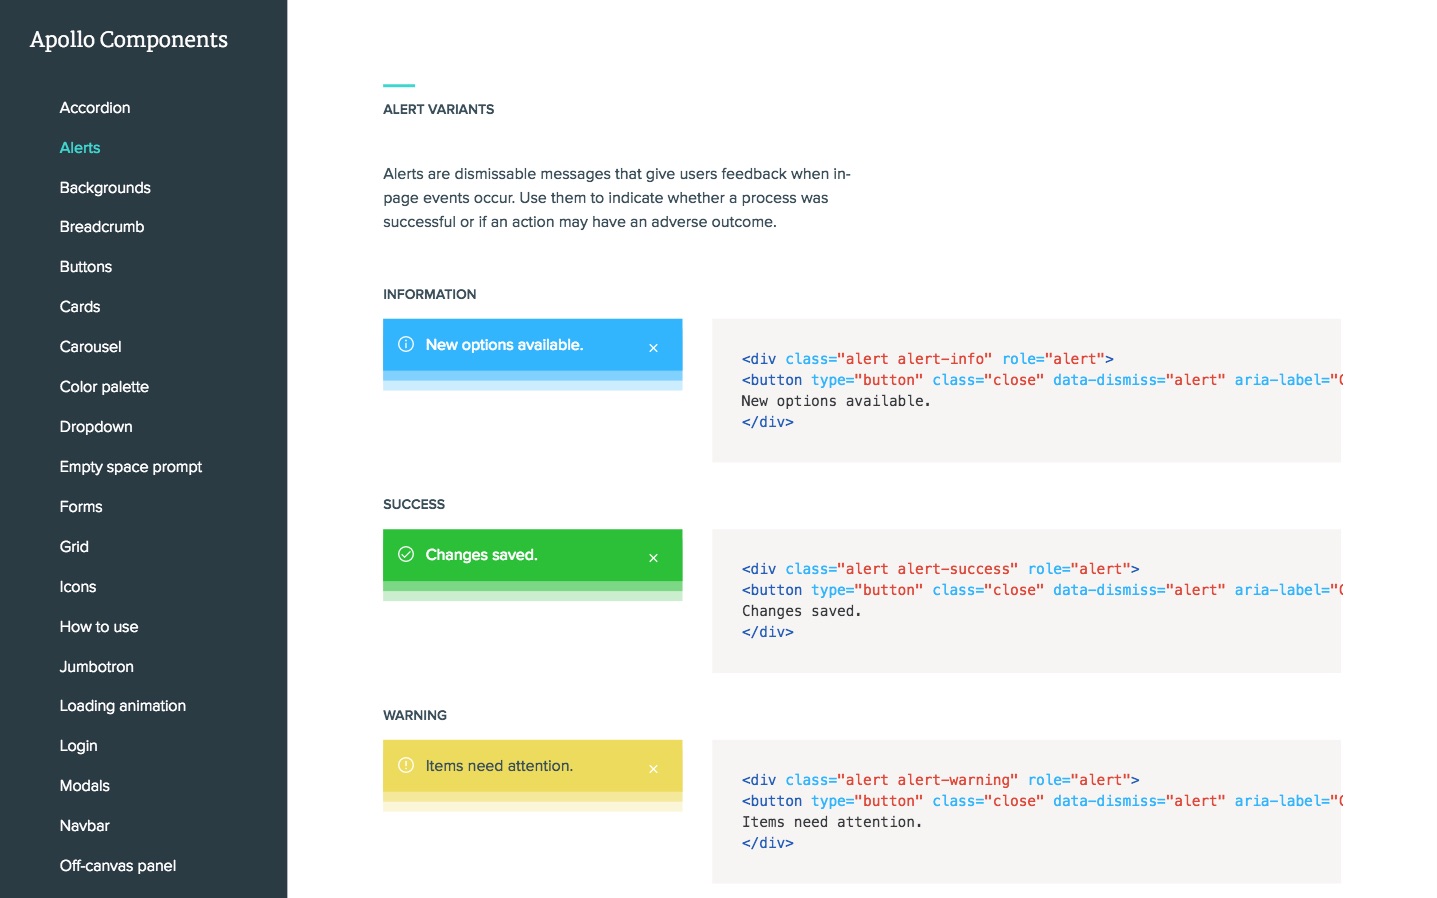 Apollo Components
Accordion
Alerts
Backgrounds
Breadcrumb
Buttons
Cards
Carousel
Color palette
Dropdown
Empty space prompt
Forms
Grid
Icons
How to use
Jumbotron
Loading animation
Login
Modals
Navbar
Off-canvas panel
ALERT VARIANTS
Alerts are dismissable messages that give users feedback when in-
page events occur. Use them to indicate whether a process was
successful or if an action may have an adverse outcome.
INFORMATION
New options available. ×
<div class="alert alert-info" role="alert">
<button type="button" class="close" data-dismiss="alert" aria-label="
New options available.
</div>
SUCCESS
Changes saved. ×
<div class="alert alert-success" role="alert">
<button type="button" class="close" data-dismiss="alert" aria-label="
Changes saved.
</div>
WARNING
Items need attention. ×
<div class="alert alert-warning" role="alert">
<button type="button" class="close" data-dismiss="alert" aria-label="
Items need attention.
</div>